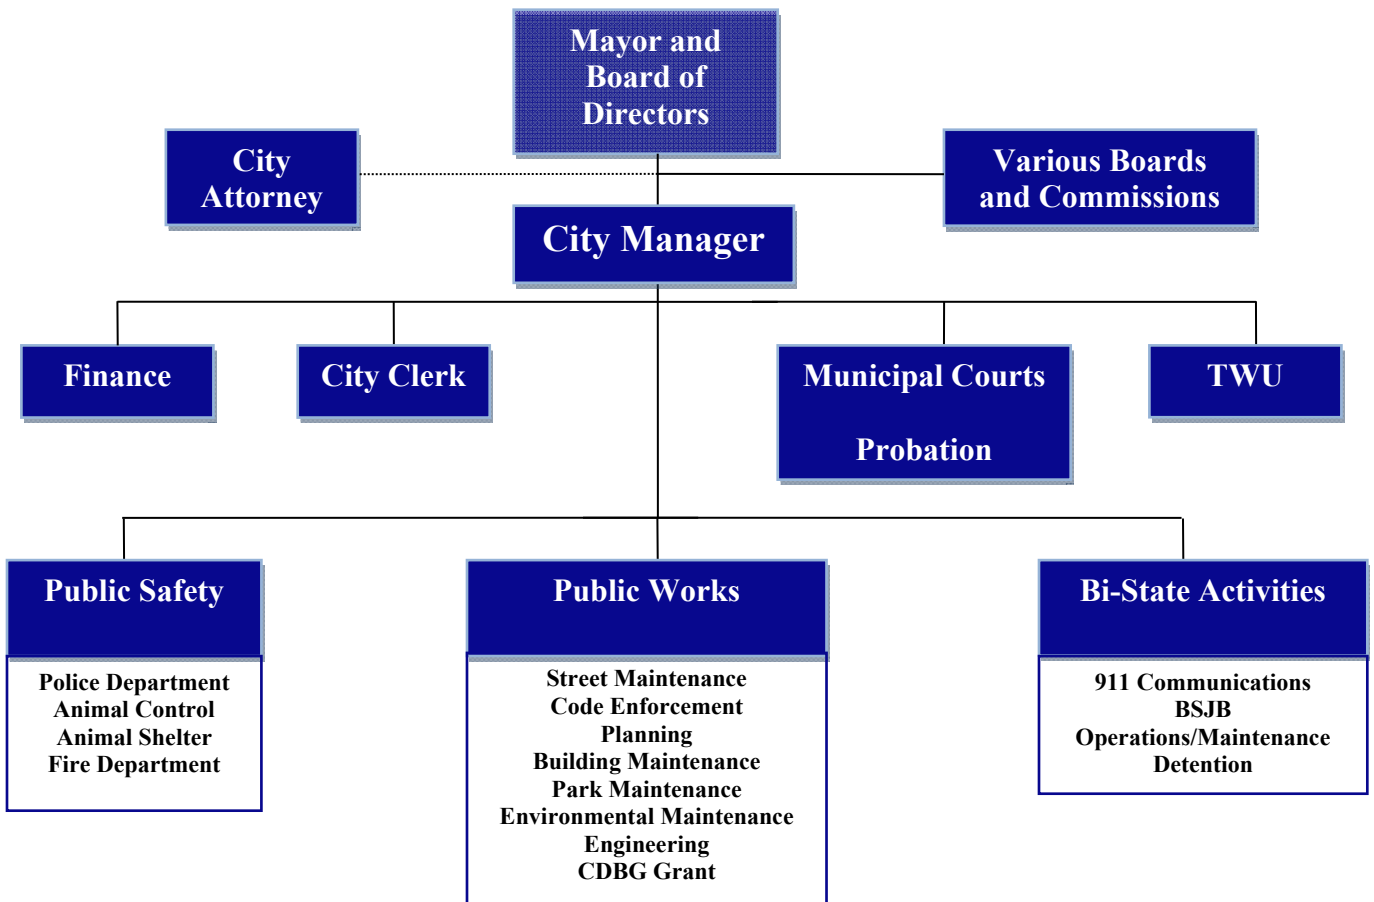 Mayor and
Board of
Directors
City
Attorney
Various Boards
and Commissions
City Manager
Finance
City Clerk
Municipal Courts
Probation
TWU
Public Safety
Police Department
Animal Control
Animal Shelter
Fire Department
Public Works
Street Maintenance
Code Enforcement
Planning
Building Maintenance
Park Maintenance
Environmental Maintenance
Engineering
CDBG Grant
Bi-State Activities
911 Communications
BSJB
Operations/Maintenance
Detention